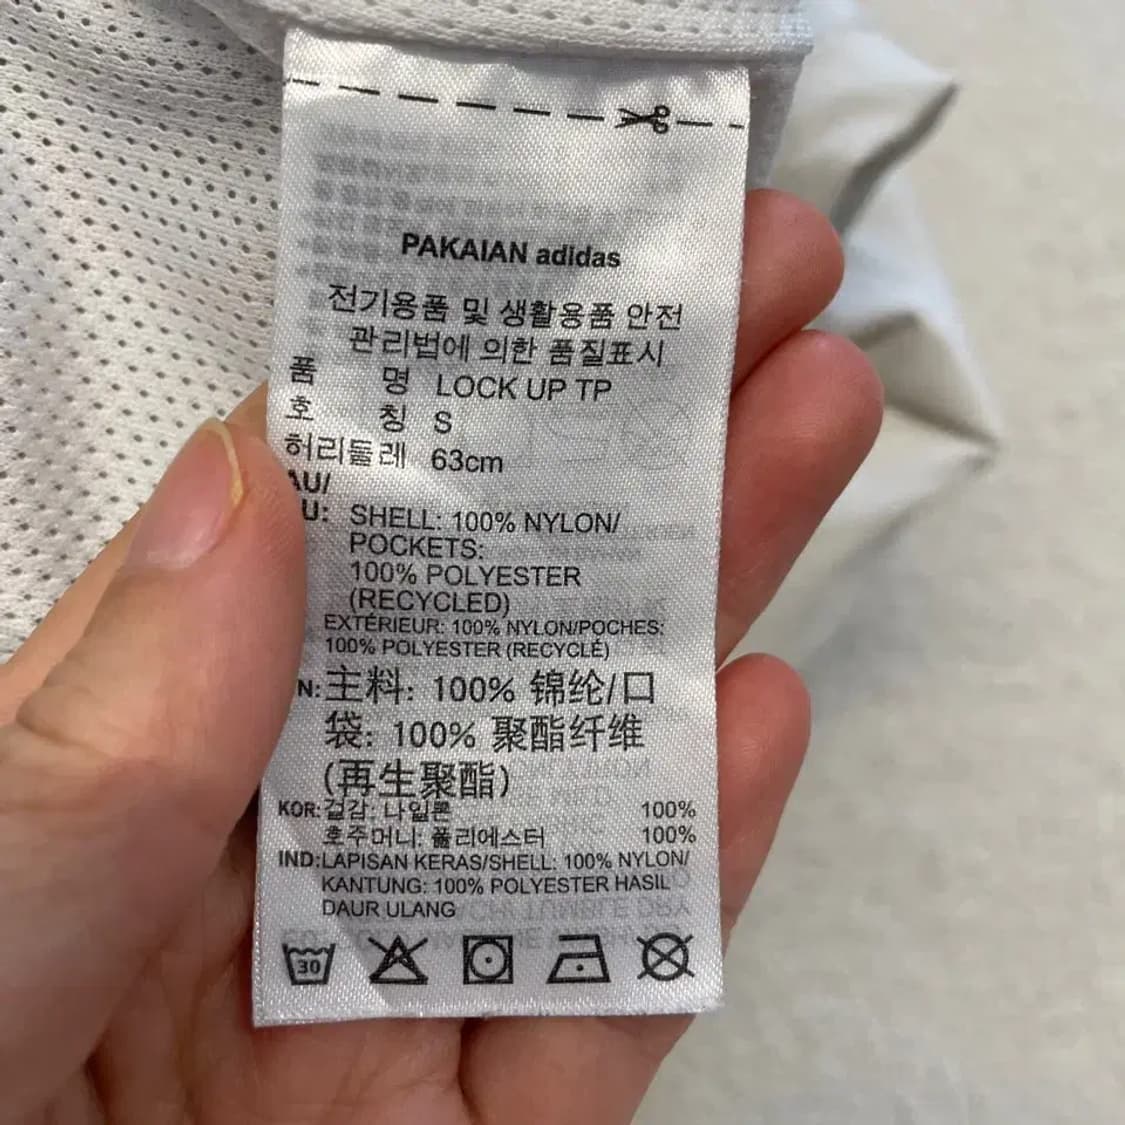 PAKAIAN adidas
전기용품 및 생활용품 안전
관리법에 의한 품질표시
품 명 LOCK UP TP
호 칭 S
허리둘레 63cm
AU/
U: SHELL: 100% NYLON/
POCKETS:
100% POLYESTER
(RECYCLED)
EXTÉRIEUR: 100% NYLON/POCHES:
100% POLYESTER (RECYCLÉ)
N: 主料: 100% 锦纶/口
袋: 100% 聚酯纤维
(再生聚酯)
KOR: 겉감: 나일론 100%
호주머니: 폴리에스터 100%
IND: LAPISAN KERAS/SHELL: 100% NYLON/
KANTUNG: 100% POLYESTER HASIL
DAUR ULANG
30